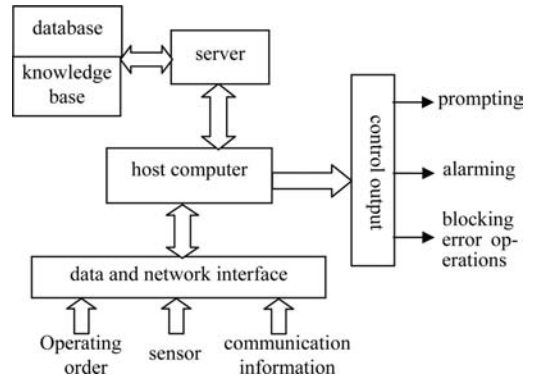 database
knowledge
base
server
host computer
control output
prompting
alarming
blocking
error op-
erations
data and network interface
Operating
order
sensor
communication
information